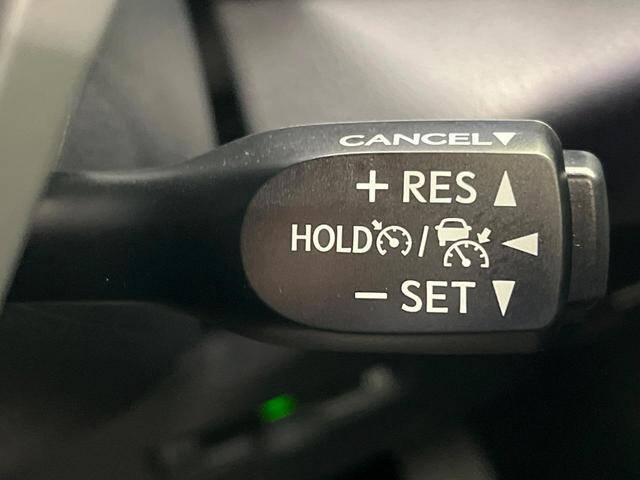 CANCEL▼
+ RES ▲
HOLD / ◀
− SET ▼